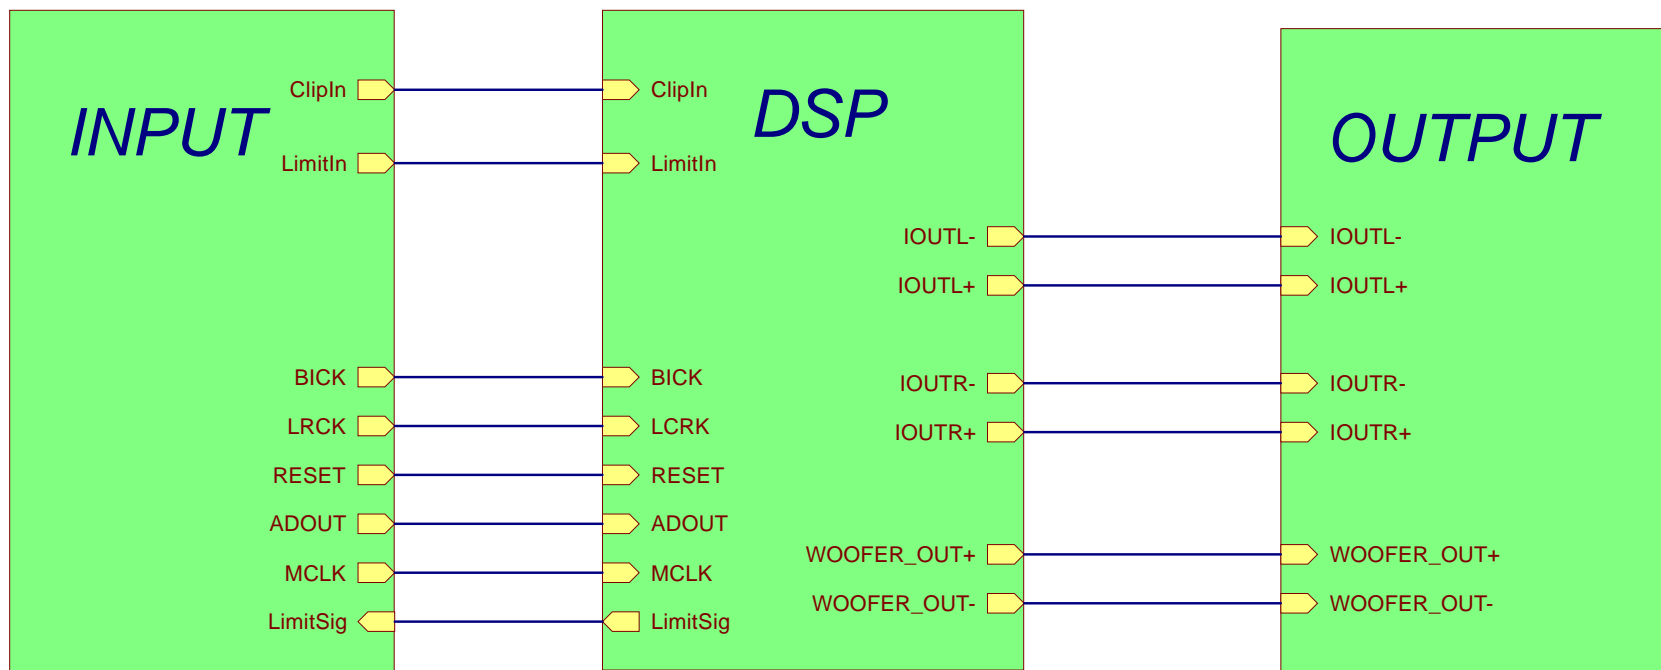 INPUT
ClipIn
LimitIn
BICK
LRCK
RESET
ADOUT
MCLK
LimitSig
DSP
ClipIn
LimitIn
BICK
LCRK
RESET
ADOUT
MCLK
LimitSig
IOUTL-
IOUTL+
IOUTR-
IOUTR+
WOOFER_OUT+
WOOFER_OUT-
OUTPUT
IOUTL-
IOUTL+
IOUTR-
IOUTR+
WOOFER_OUT+
WOOFER_OUT-